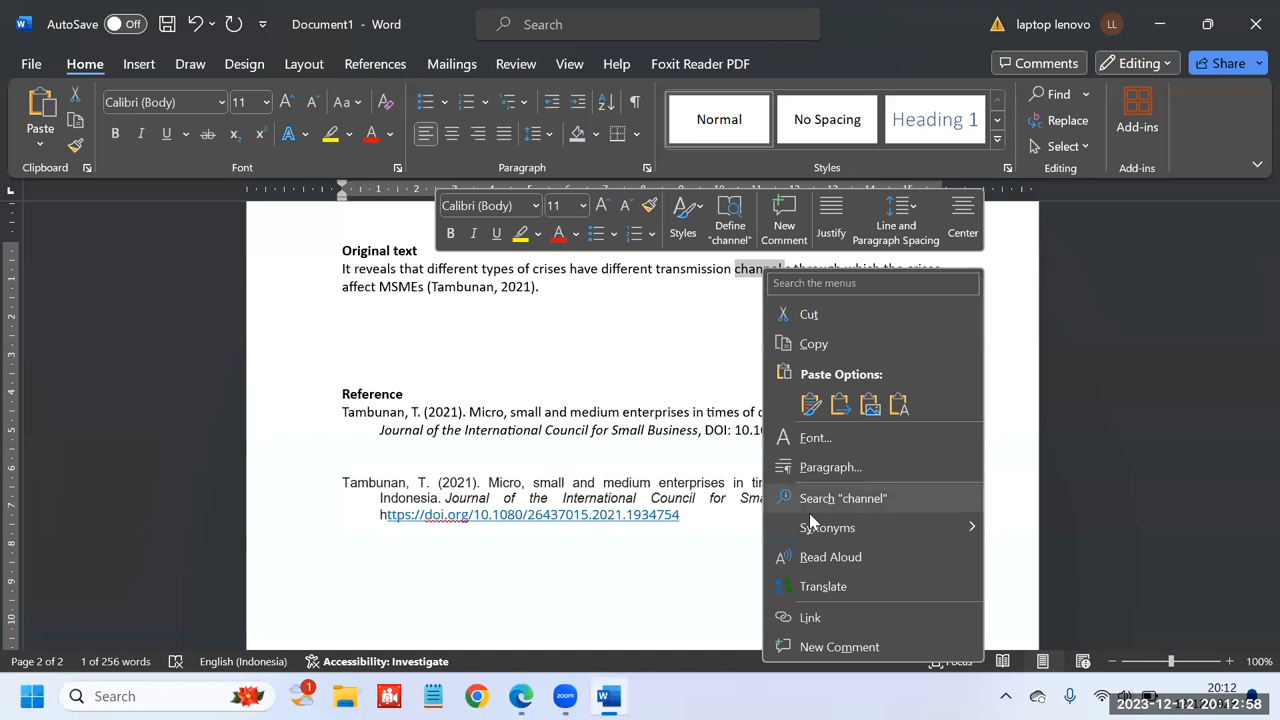 AutoSave Off Document1 - Word Search laptop lenovo LL
File Home Insert Draw Design Layout References Mailings Review View Help Foxit Reader PDF Comments Editing Share
Paste Calibri (Body) 11 Normal No Spacing Heading 1 Find Replace Select Add-ins
Clipboard Font Paragraph Styles Editing Add-ins
Calibri (Body) 11 Styles Define "channel" New Comment Justify Line and Paragraph Spacing Center
Original text
It reveals that different types of crises have different transmission channels through which the crises
affect MSMEs (Tambunan, 2021).
Reference
Tambunan, T. (2021). Micro, small and medium enterprises in times of
Journal of the International Council for Small Business, DOI:
Tambunan, T. (2021). Micro, small and medium enterprises in
Indonesia. Journal of the International Council for
https://doi.org/10.1080/26437015.2021.1934754
Search the menus
Cut
Copy
Paste Options:
Font...
Paragraph...
Search "channel"
Synonyms
Read Aloud
Translate
Link
New Comment
Page 2 of 2 1 of 256 words English (Indonesia) Accessibility: Investigate Focus 100%
Search 1 zoom 20:12
2023-12-12 20:12:58